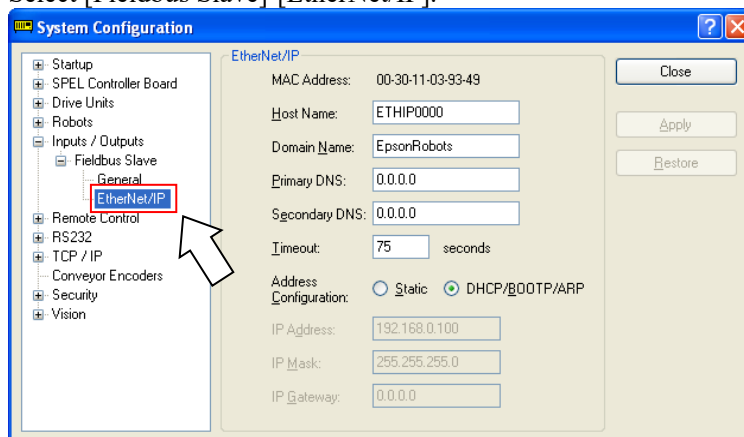 Select [Fieldbus Slave]-[EtherNet/IP].
System Configuration
Startup
SPEL Controller Board
Drive Units
Robots
Inputs / Outputs
Fieldbus Slave
General
EtherNet/IP
Remote Control
RS232
TCP / IP
Conveyor Encoders
Security
Vision
EtherNet/IP
MAC Address: 00-30-11-03-93-49
Host Name: ETHIP0000
Domain Name: EpsonRobots
Primary DNS: 0.0.0.0
Secondary DNS: 0.0.0.0
Timeout: 75 seconds
Address
Configuration: Static DHCP/BOOTP/ARP
IP Address: 192.168.0.100
IP Mask: 255.255.255.0
IP Gateway: 0.0.0.0
Close
Apply
Restore